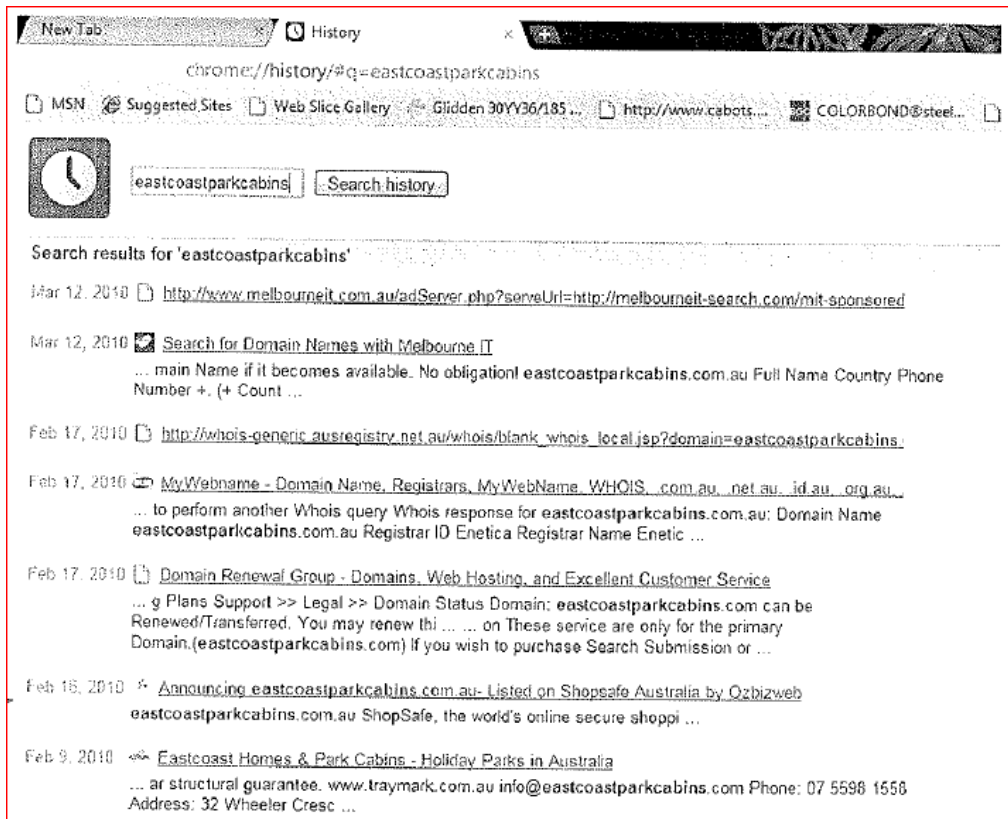 New Tab History
chrome://history/#q=eastcoastparkcabins
MSN Suggested Sites Web Slice Gallery Glidden 30YY36/185 ... http://www.cabots.... COLORBOND®steel...
eastcoastparkcabins Search history
Search results for 'eastcoastparkcabins'
Mar 12, 2010 http://www.melbourneit.com.au/adServer.php?serveUrl=http://melbourneit-search.com/mit-sponsored
Mar 12, 2010 Search for Domain Names with Melbourne IT
... main Name if it becomes available. No obligation! eastcoastparkcabins.com.au Full Name Country Phone
Number +. (+ Count ...
Feb 17, 2010 http://whois-generic.ausregistry.net.au/whois/blank_whois_local.jsp?domain=eastcoastparkcabins.
Feb 17, 2010 MyWebname - Domain Name, Registrars, MyWebName, WHOIS, .com.au, .net.au, .id.au, .org.au,
... to perform another Whois query Whois response for eastcoastparkcabins.com.au: Domain Name
eastcoastparkcabins.com.au Registrar ID Enetica Registrar Name Enetic ...
Feb 17, 2010 Domain Renewal Group - Domains, Web Hosting, and Excellent Customer Service
... g Plans Support >> Legal >> Domain Status Domain: eastcoastparkcabins.com can be
Renewed/Transferred. You may renew thi ... ... on These service are only for the primary
Domain.(eastcoastparkcabins.com) If you wish to purchase Search Submission or ...
Feb 16, 2010 Announcing eastcoastparkcabins.com.au- Listed on Shopsafe Australia by Ozbizweb
eastcoastparkcabins.com.au ShopSafe, the world's online secure shoppi ...
Feb 9, 2010 Eastcoast Homes & Park Cabins - Holiday Parks in Australia
... ar structural guarantee. www.traymark.com.au info@eastcoastparkcabins.com Phone: 07 5598 1558
Address: 32 Wheeler Cresc ...